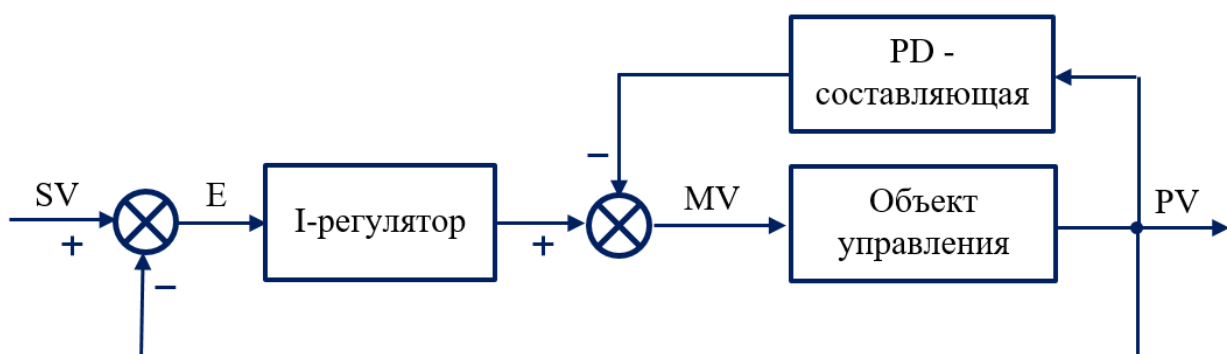 PD -
составляющая
SV
+
−
E
I-регулятор
+
−
MV
Объект
управления
PV